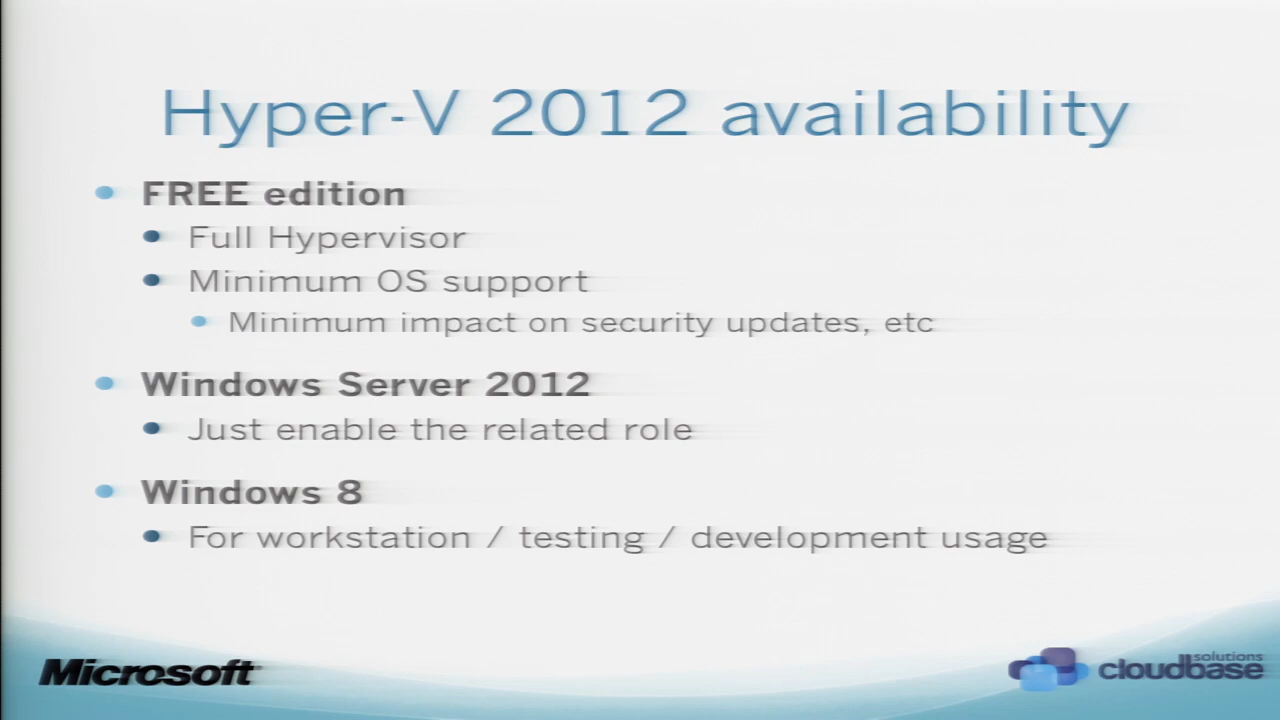 Hyper-V 2012 availability
FREE edition
Full Hypervisor
Minimum OS support
Minimum impact on security updates, etc
Windows Server 2012
Just enable the related role
Windows 8
For workstation / testing / development usage
Microsoft
cloudbase solutions